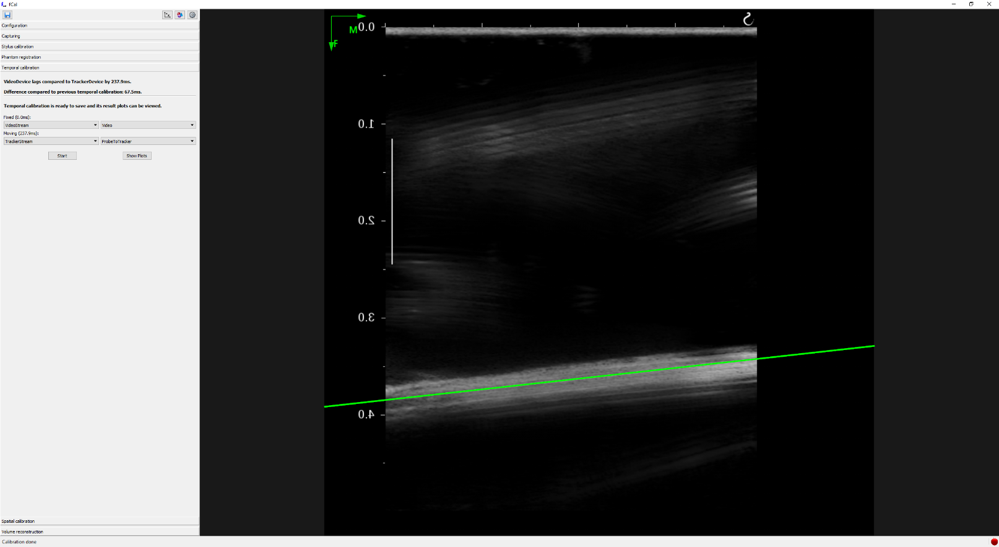 fCal
Configuration
Capturing
Stylus calibration
Phantom registration
Temporal calibration
VideoDevice lags compared to TrackerDevice by 237.9ms.
Difference compared to previous temporal calibration: 67.5ms.
Temporal calibration is ready to save and its result plots can be viewed.
Fixed (0.0ms):
VideoStream Video
Moving (237.9ms):
TrackerStream ProbeToTracker
Start Show Plots
Spatial calibration
Volume reconstruction
Calibration done
M
F
0.0
1.0
2.0
3.0
4.0